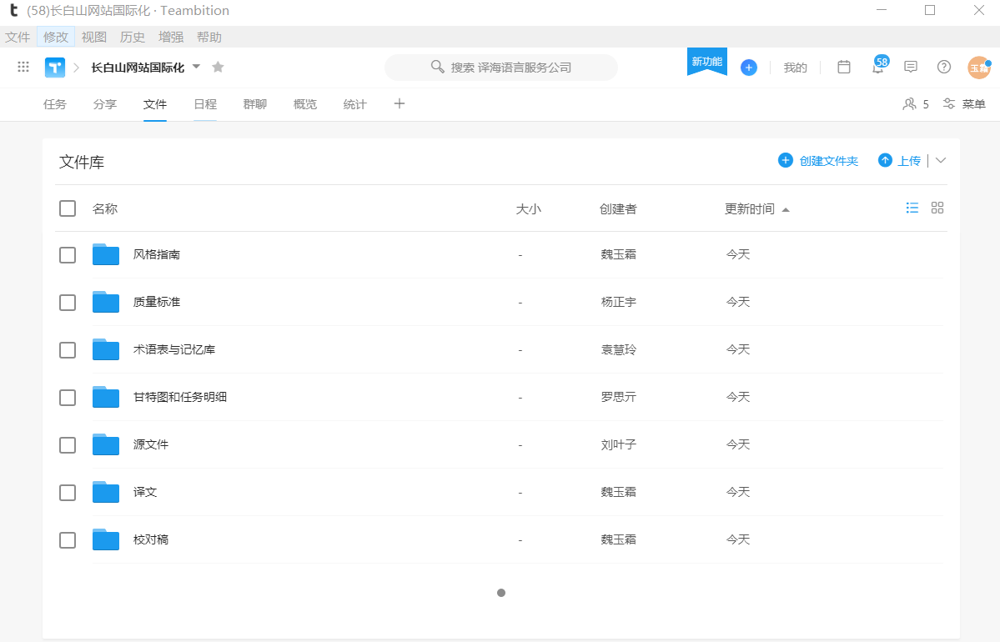 (58)长白山网站国际化 · Teambition
文件 修改 视图 历史 增强 帮助
长白山网站国际化 搜索 译海语言服务公司 新功能 我的 58 玉霜
任务 分享 文件 日程 群聊 概览 统计 5 菜单
文件库 创建文件夹 上传
名称 大小 创建者 更新时间
风格指南 - 魏玉霜 今天
质量标准 - 杨正宇 今天
术语表与记忆库 - 袁慧玲 今天
甘特图和任务明细 - 罗思亓 今天
源文件 - 刘叶子 今天
译文 - 魏玉霜 今天
校对稿 - 魏玉霜 今天